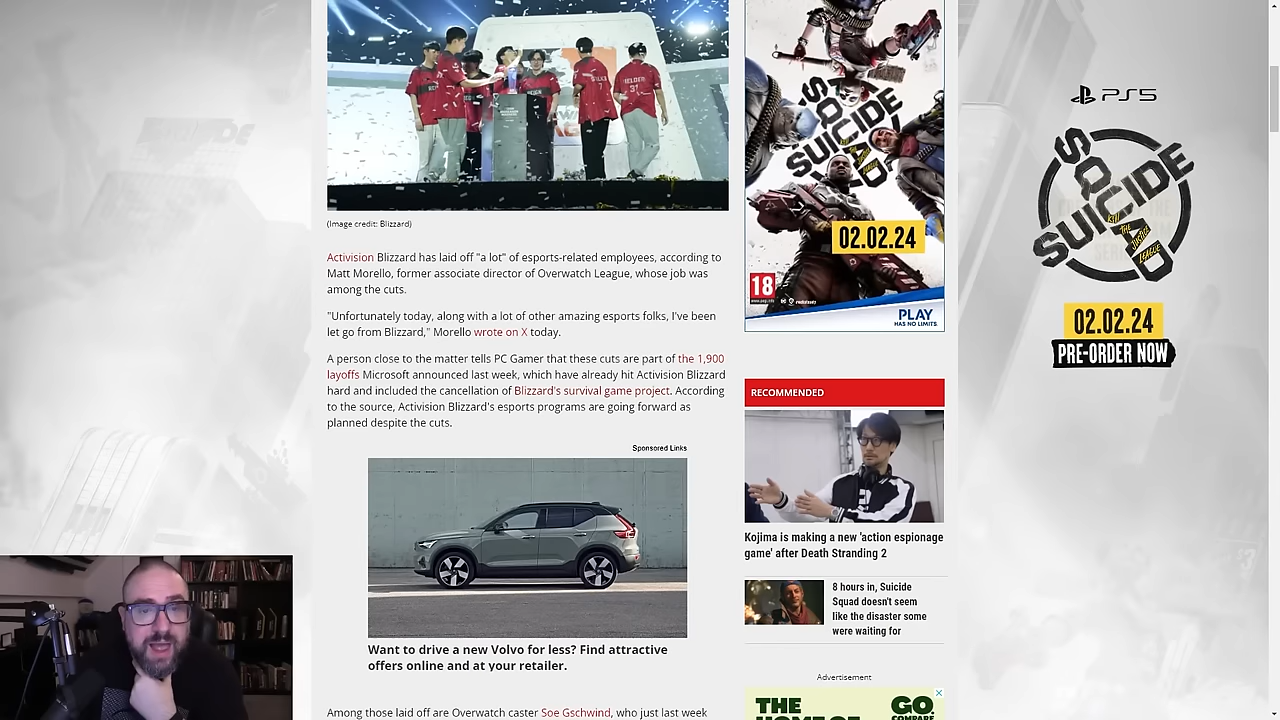 (Image credit: Blizzard)
Activision Blizzard has laid off "a lot" of esports-related employees, according to
Matt Morello, former associate director of Overwatch League, whose job was
among the cuts.
"Unfortunately today, along with a lot of other amazing esports folks, I've been
let go from Blizzard," Morello wrote on X today.
A person close to the matter tells PC Gamer that these cuts are part of the 1,900
layoffs Microsoft announced last week, which have already hit Activision Blizzard
hard and included the cancellation of Blizzard's survival game project. According
to the source, Activision Blizzard's esports programs are going forward as
planned despite the cuts.
Sponsored Links
Want to drive a new Volvo for less? Find attractive
offers online and at your retailer.
Among those laid off are Overwatch caster Soe Gschwind, who just last week
SUICIDE
SQUAD
02.02.24
18
PLAY
HAS NO LIMITS.
RECOMMENDED
Kojima is making a new 'action espionage
game' after Death Stranding 2
8 hours in, Suicide
Squad doesn't seem
like the disaster some
were waiting for
Advertisement
THE
GO.
COMPARE
PS5
SUICIDE
SQUAD
KILL
THE
JUSTICE
LEAGUE
02.02.24
PRE-ORDER NOW